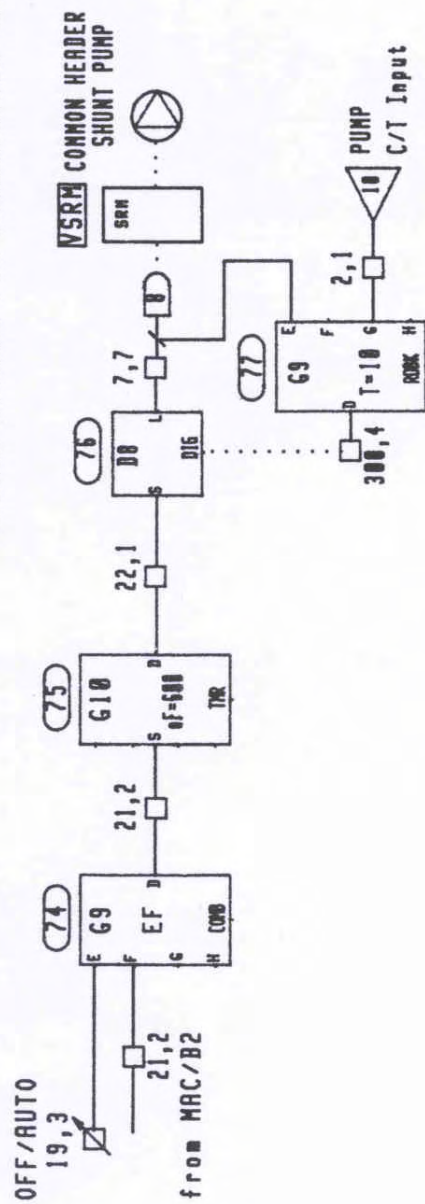 OFF/AUTO
19,3
21,2
from MAC/B2
74
G9
E
F
EF
D
G
H
COMB
21,2
75
G10
S
D
oF=600
TMR
22,1
76
D8
S
L
DIG
7,7
8
VSRM
COMMON HEADER
SHUNT PUMP
SRM
77
G9
E
F
D
T=10
G
H
RDBK
300,4
2,1
10
PUMP
C/T Input